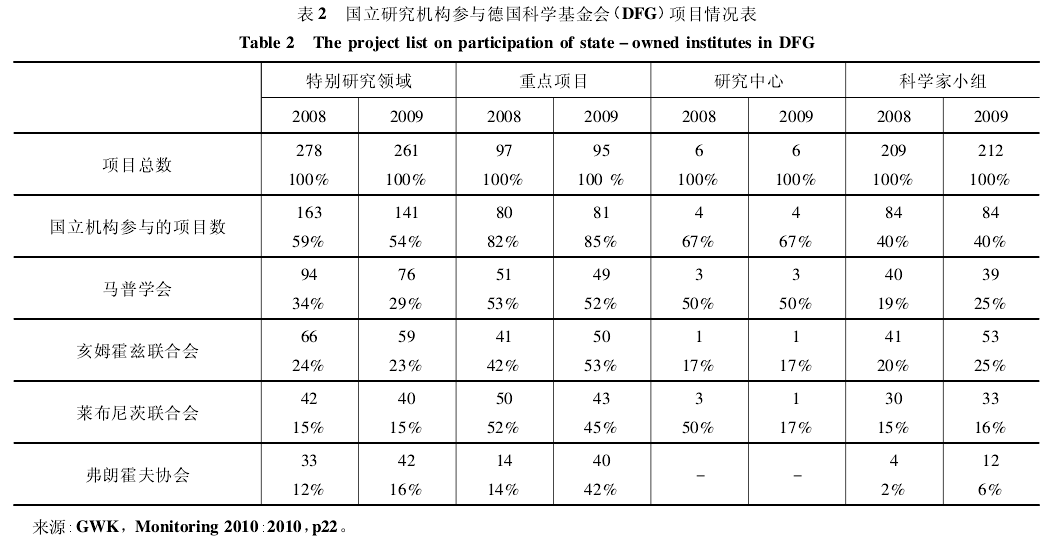 表2 国立研究机构参与德国科学基金会(DFG)项目情况表
Table 2 The project list on participation of state-owned institutes in DFG
特别研究领域 重点项目 研究中心 科学家小组
2008 2009 2008 2009 2008 2009 2008 2009
项目总数 278 261 97 95 6 6 209 212
100% 100% 100% 100 % 100% 100% 100% 100%
国立机构参与的项目数 163 141 80 81 4 4 84 84
59% 54% 82% 85% 67% 67% 40% 40%
马普学会 94 76 51 49 3 3 40 39
34% 29% 53% 52% 50% 50% 19% 25%
亥姆霍兹联合会 66 59 41 50 1 1 41 53
24% 23% 42% 53% 17% 17% 20% 25%
莱布尼茨联合会 42 40 50 43 3 1 30 33
15% 15% 52% 45% 50% 17% 15% 16%
弗朗霍夫协会 33 42 14 40 - - 4 12
12% 16% 14% 42% 2% 6%
来源:GWK, Monitoring 2010:2010,p22。